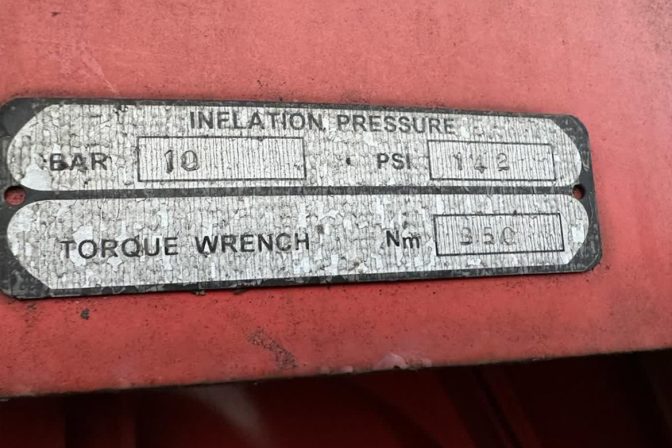 INFLATION PRESSURE
BAR 10 PSI 142
TORQUE WRENCH Nm 350